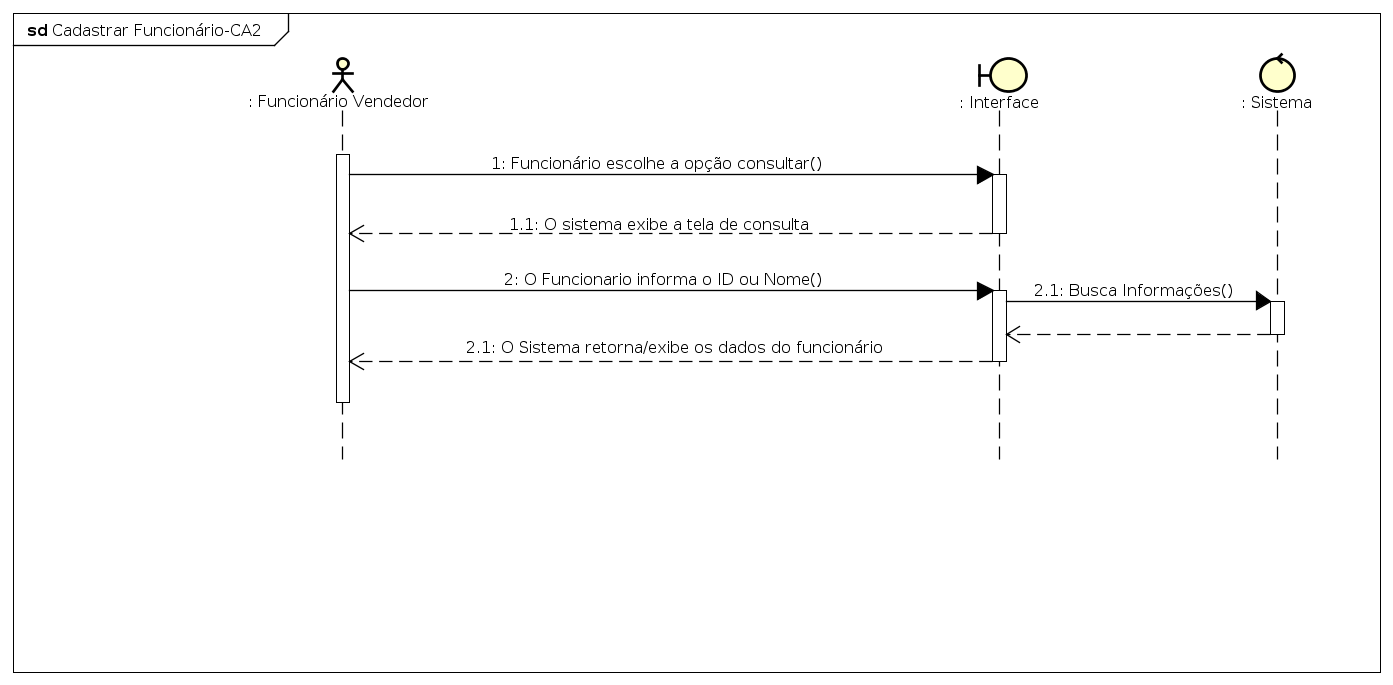 sd Cadastrar Funcionário-CA2
: Funcionário Vendedor
: Interface
: Sistema
1: Funcionário escolhe a opção consultar()
1.1: O sistema exibe a tela de consulta
2: O Funcionario informa o ID ou Nome()
2.1: Busca Informações()
2.1: O Sistema retorna/exibe os dados do funcionário